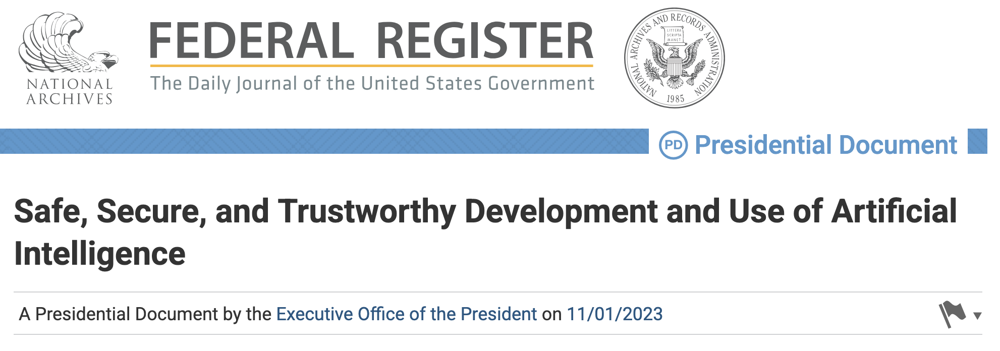 NATIONAL
ARCHIVES
FEDERAL REGISTER
The Daily Journal of the United States Government
NATIONAL ARCHIVES AND RECORDS ADMINISTRATION
LITTERA
SCRIPTA
MANET
1985
PD Presidential Document
Safe, Secure, and Trustworthy Development and Use of Artificial
Intelligence
A Presidential Document by the Executive Office of the President on 11/01/2023